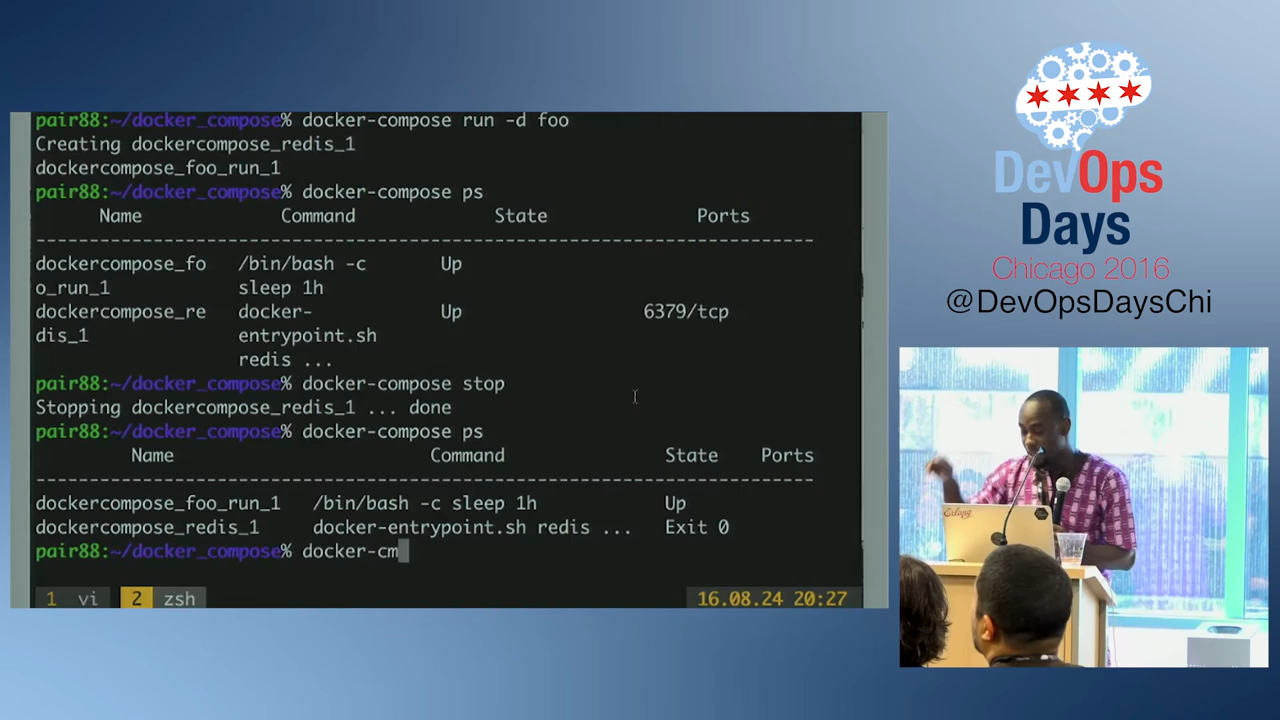 pair88:~/docker_compose% docker-compose run -d foo
Creating dockercompose_redis_1
dockercompose_foo_run_1
pair88:~/docker_compose% docker-compose ps
Name Command State Ports
--------------------------------------------------------------------------
dockercompose_fo /bin/bash -c Up
o_run_1 sleep 1h
dockercompose_re docker- Up 6379/tcp
dis_1 entrypoint.sh
redis ...
pair88:~/docker_compose% docker-compose stop
Stopping dockercompose_redis_1 ... done
pair88:~/docker_compose% docker-compose ps
Name Command State Ports
--------------------------------------------------------------------------
dockercompose_foo_run_1 /bin/bash -c sleep 1h Up
dockercompose_redis_1 docker-entrypoint.sh redis ... Exit 0
pair88:~/docker_compose% docker-cm
1 vi 2 zsh 16.08.24 20:27
DevOps
Days
Chicago 2016
@DevOpsDaysChi
Erlang